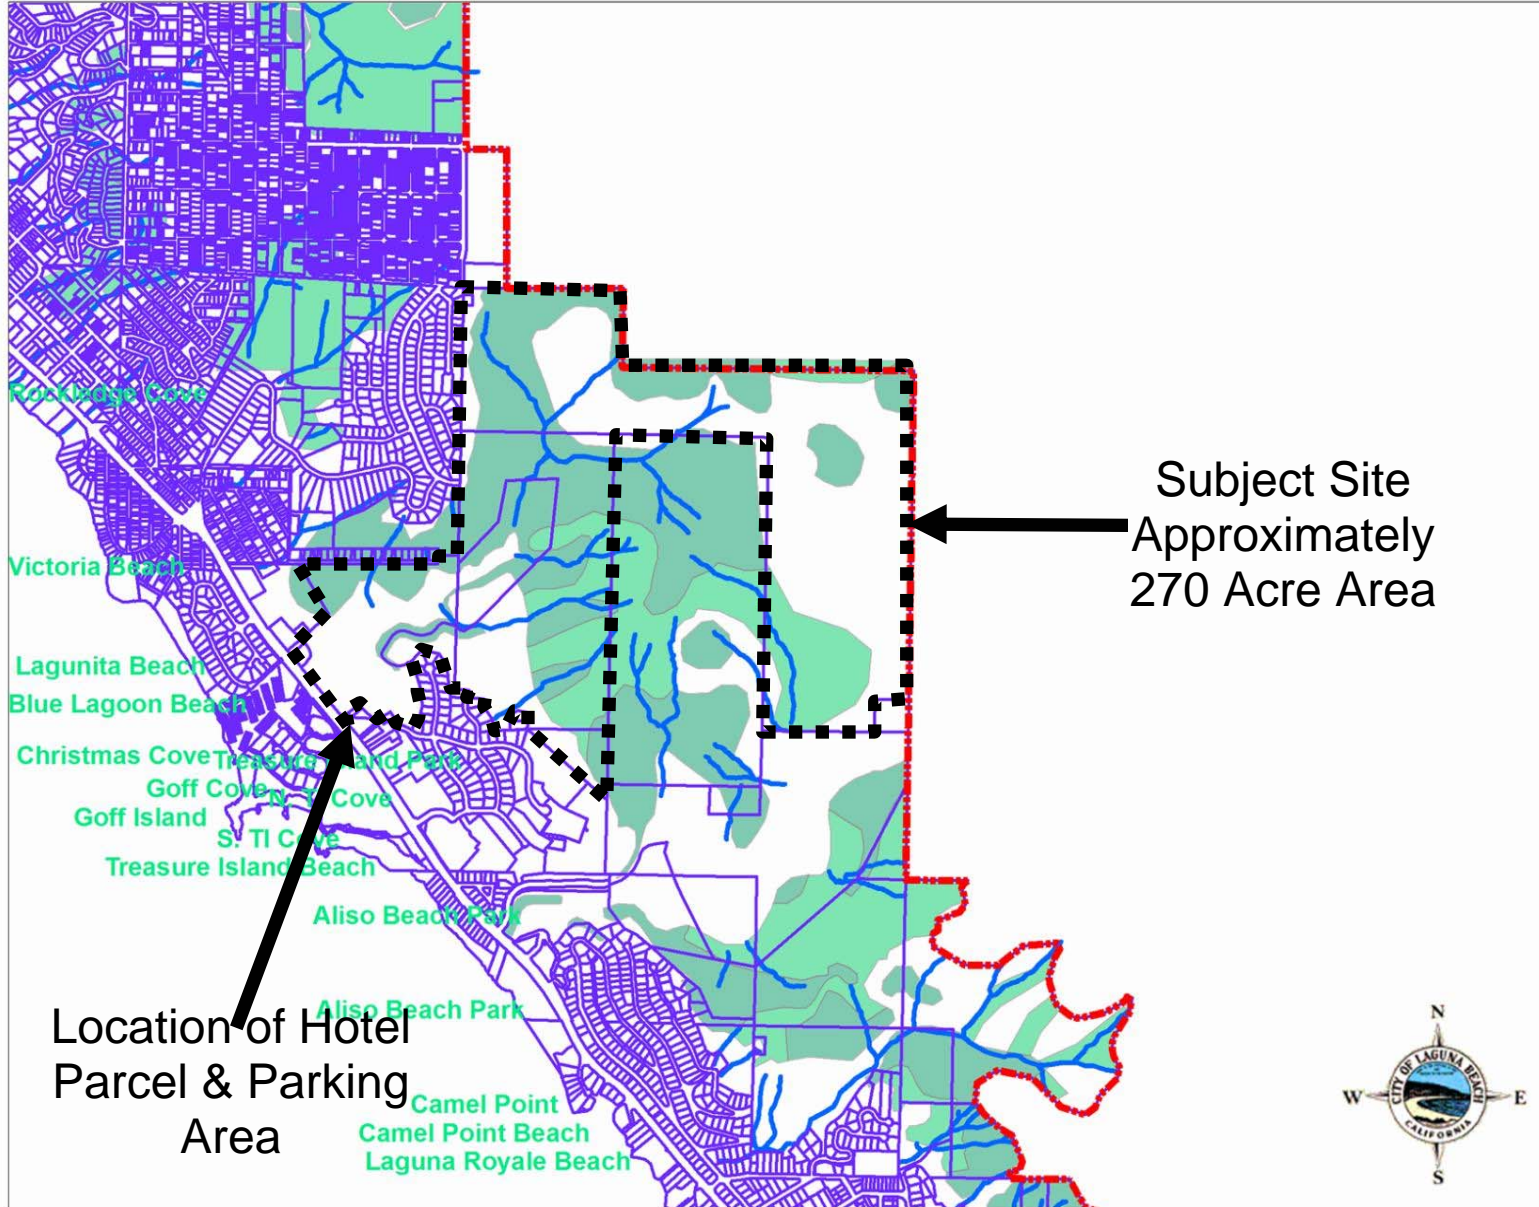 Rockledge Cove
Subject Site
Approximately
270 Acre Area
Victoria Beach
Lagunita Beach
Blue Lagoon Beach
Christmas Cove
Treasure Island Park
Goff Cove
N. TI Cove
Goff Island
S. TI Cove
Treasure Island Beach
Aliso Beach Park
Aliso Beach Park
Location of Hotel
Parcel & Parking
Area
Camel Point
Camel Point Beach
Laguna Royale Beach
N
W
E
S
CITY OF LAGUNA BEACH
CALIFORNIA